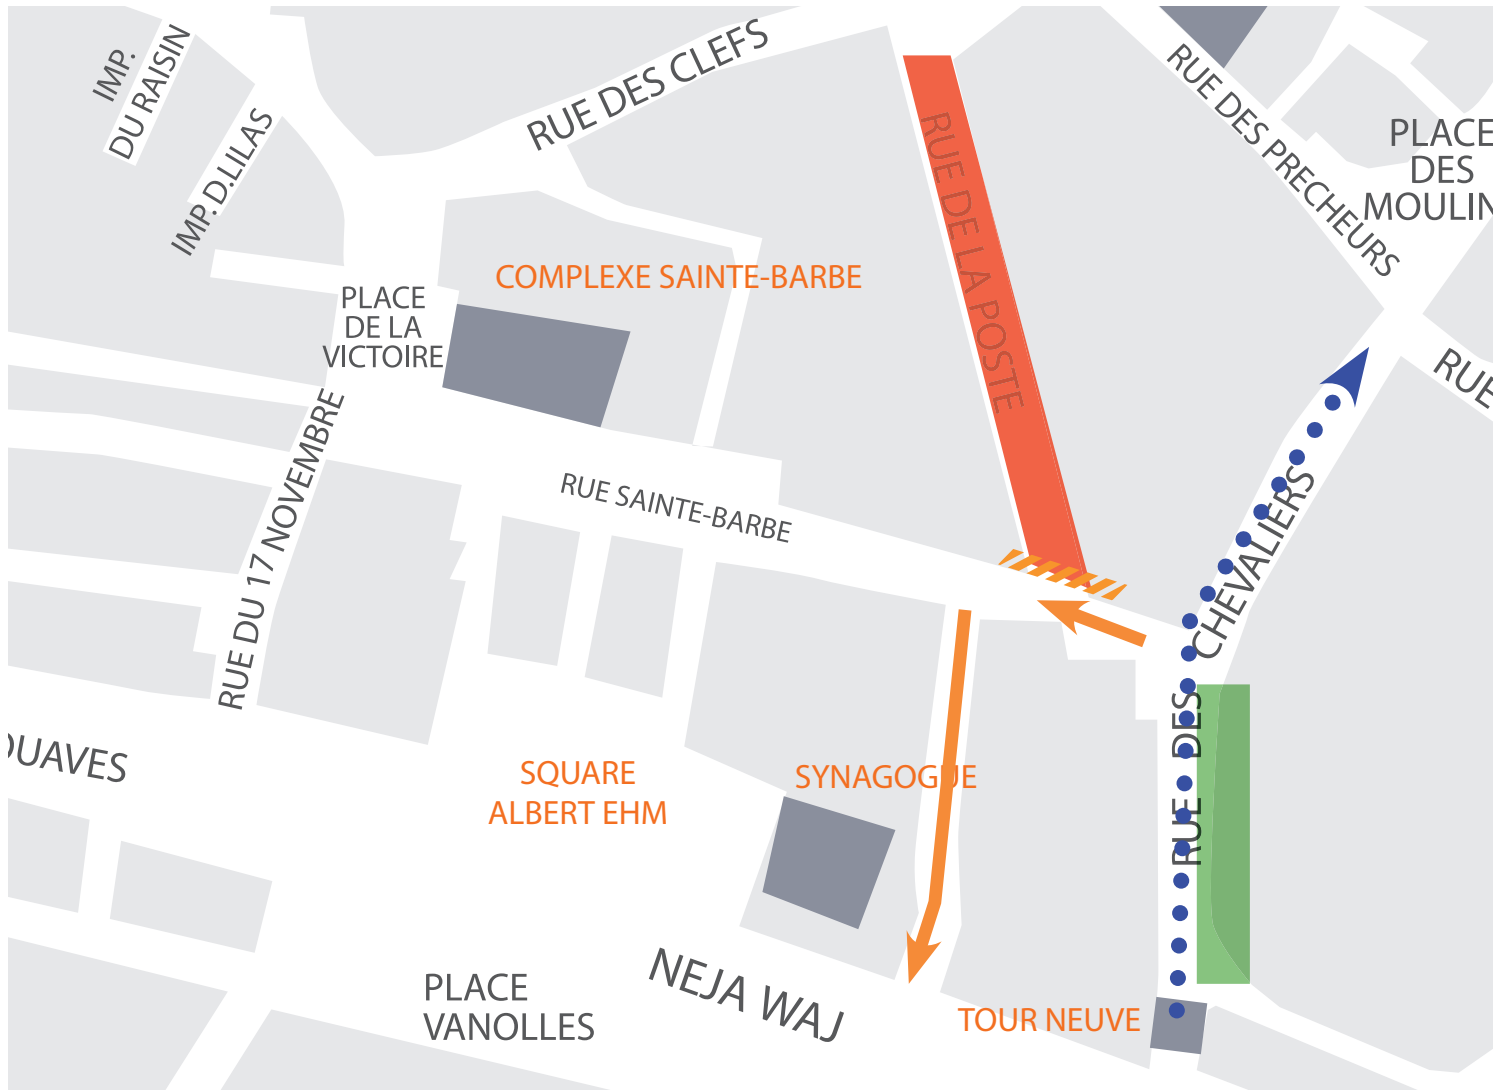 IMP.
DU RAISIN
IMP. D.LILAS
RUE DES CLEFS
RUE DE LA POSTE
RUE DES PRECHEURS
PLACE
DES
MOULIN
COMPLEXE SAINTE-BARBE
PLACE
DE LA
VICTOIRE
RUE
RUE DU 17 NOVEMBRE
RUE SAINTE-BARBE
RUE DES CHEVALIERS
OUAVES
SQUARE
ALBERT EHM
SYNAGOGUE
NEJA WAJ
PLACE
VANOLLES
TOUR NEUVE